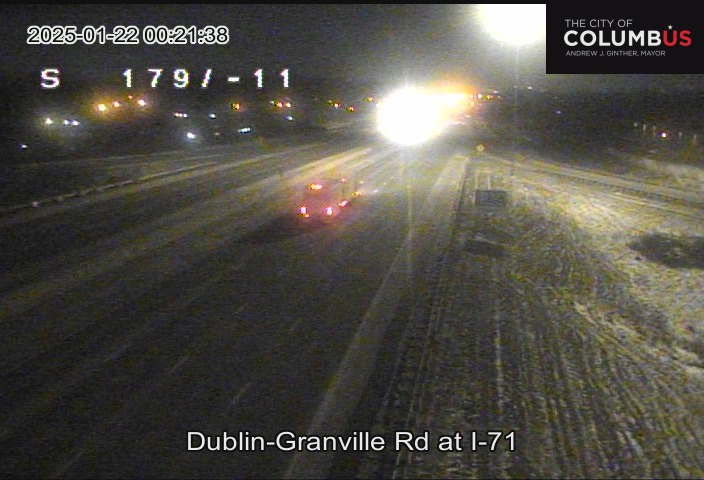 2025-01-22 00:21:38
THE CITY OF
COLUMBUS
ANDREW J. GINTHER, MAYOR
S 179/-11
Dublin-Granville Rd at I-71